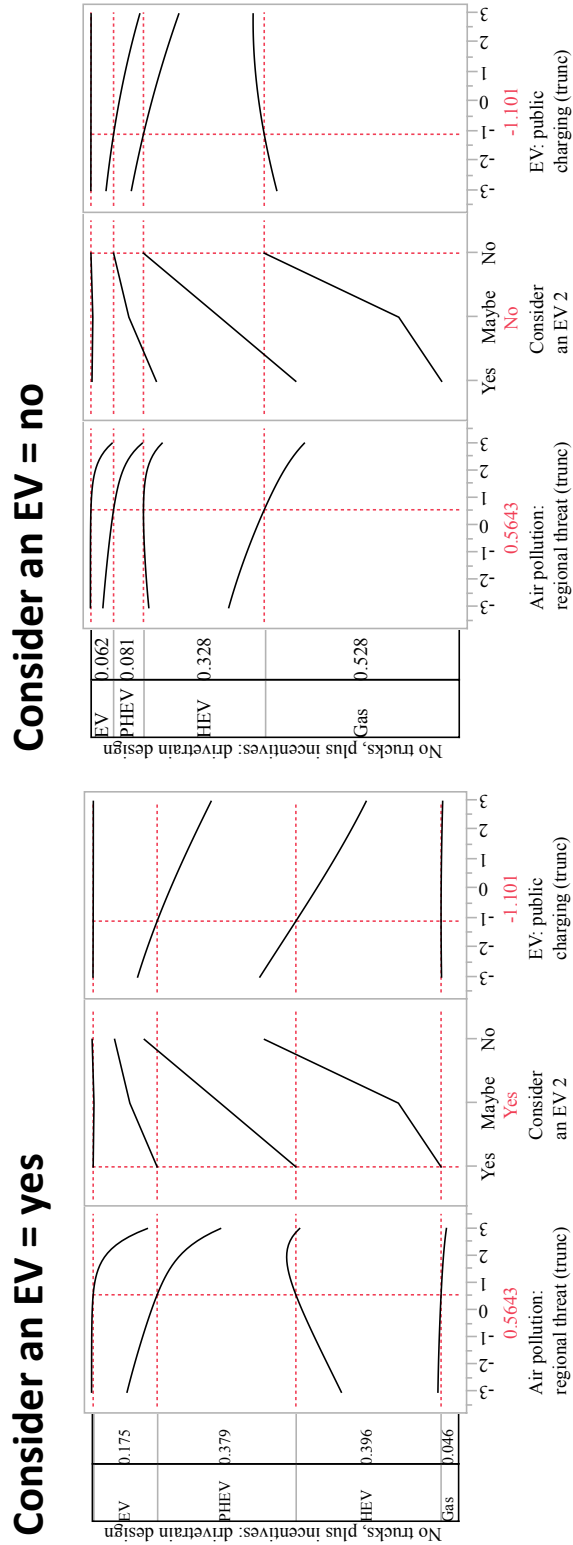 Consider an EV = yes
No trucks, plus incentives: drivetrain design
EV
0.175
PHEV
0.379
HEV
0.396
Gas
0.046
-3 -2 -1 0 1 2 3
0.5643
Air pollution:
regional threat (trunc)
Yes Maybe No
Yes
Consider
an EV 2
-3 -2 -1 0 1 2 3
-1.101
EV: public
charging (trunc)
Consider an EV = no
No trucks, plus incentives: drivetrain design
EV
0.062
PHEV
0.081
HEV
0.328
Gas
0.528
-3 -2 -1 0 1 2 3
0.5643
Air pollution:
regional threat (trunc)
Yes Maybe No
No
Consider
an EV 2
-3 -2 -1 0 1 2 3
-1.101
EV: public
charging (trunc)